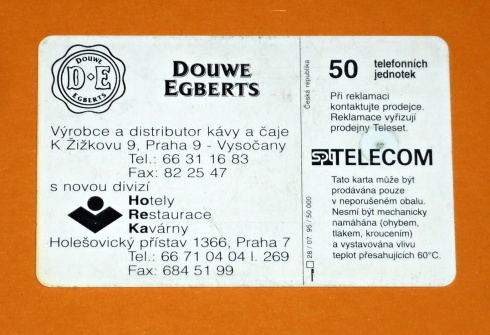 DOUWE
D·E
EGBERTS
DOUWE
EGBERTS
Výrobce a distributor kávy a čaje
K Žižkovu 9, Praha 9 - Vysočany
Tel.: 66 31 16 83
Fax: 82 25 47
s novou divizí
Hotely
Restaurace
Kavárny
Holešovický přístav 1366, Praha 7
Tel.: 66 71 04 04 l. 269
Fax: 684 51 99
Česká republika
28 / 07. 95 / 50 000
50 telefonních
jednotek
Při reklamaci
kontaktujte prodejce.
Reklamace vyřizují
prodejny Teleset.
SPT TELECOM
Tato karta může být
prodávána pouze
v neporušeném obalu.
Nesmí být mechanicky
namáhána (ohybem,
tlakem, kroucením)
a vystavována vlivu
teplot přesahujících 60°C.